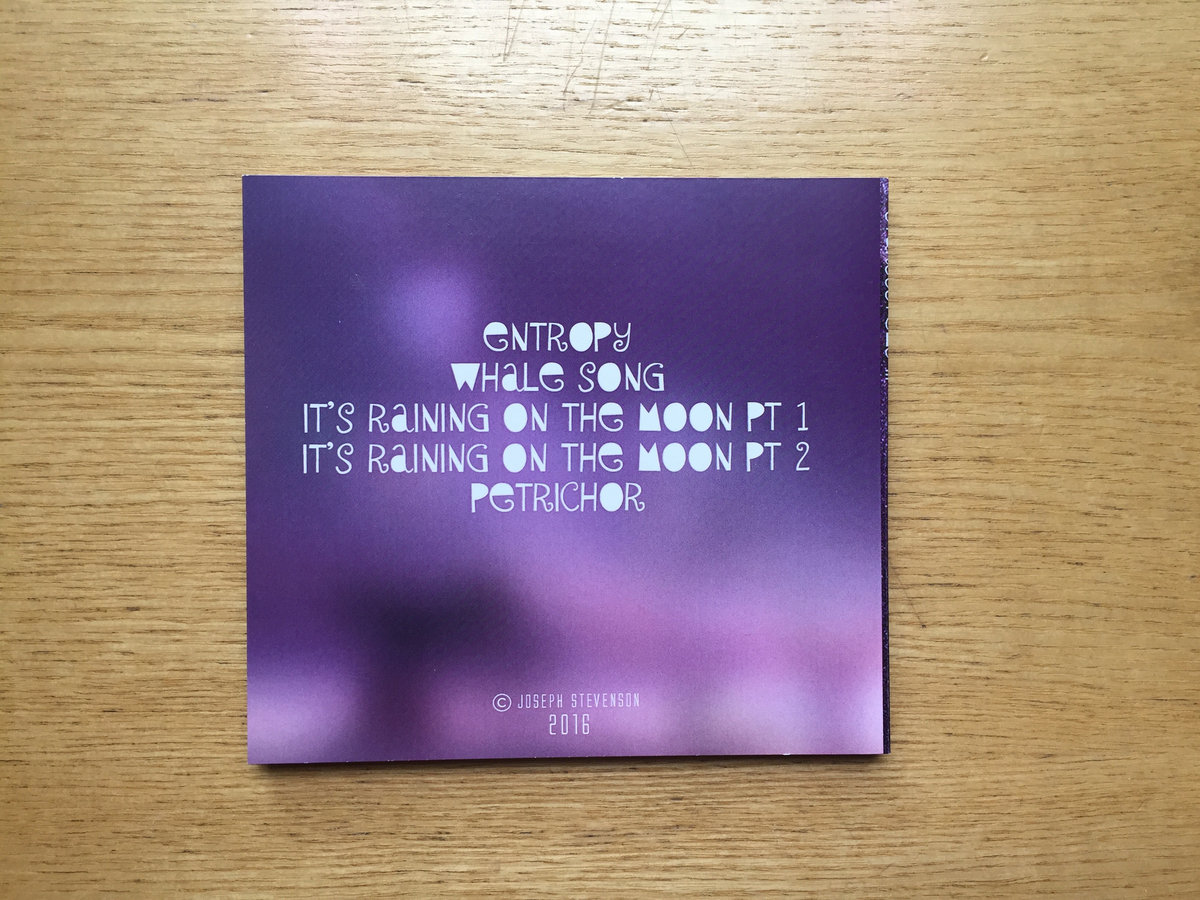 ENTROPY
WHALE SONG
IT'S RAINING ON THE MOON PT 1
IT'S RAINING ON THE MOON PT 2
PETRICHOR
© JOSEPH STEVENSON
2016